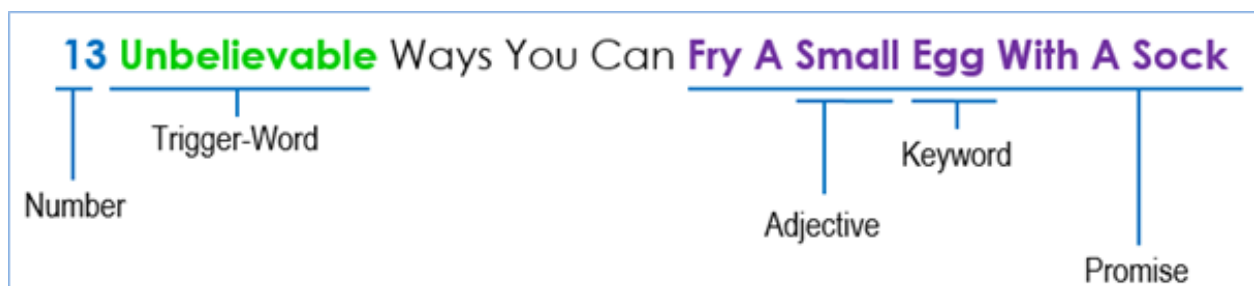 13 Unbelievable Ways You Can Fry A Small Egg With A Sock
Trigger-Word
Keyword
Number
Adjective
Promise